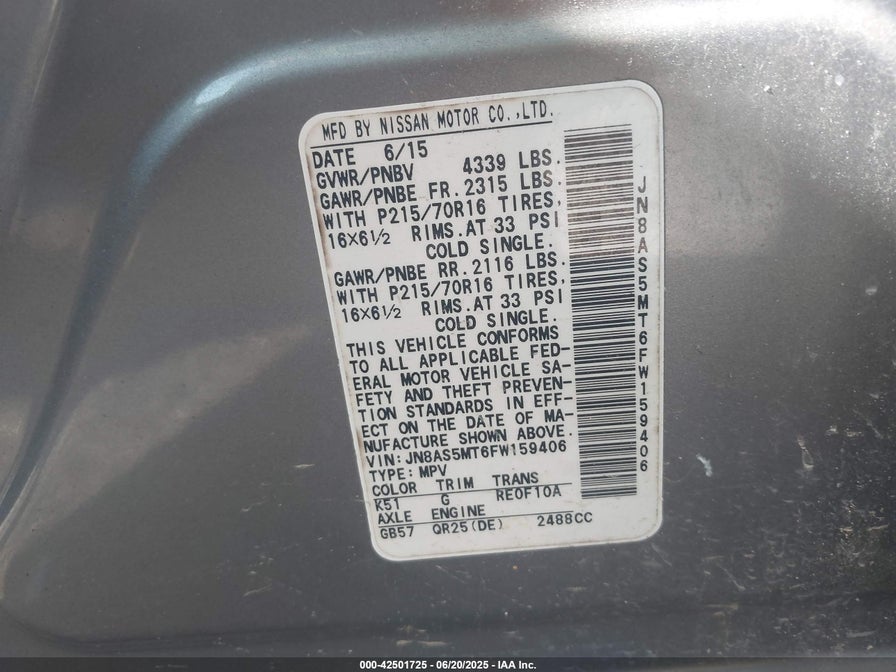 MFD BY NISSAN MOTOR CO.,LTD.
DATE 6/15
GVWR/PNBV 4339 LBS.
GAWR/PNBE FR.2315 LBS.
WITH P215/70R16 TIRES,
16×6½ RIMS.AT 33 PSI
COLD SINGLE.
GAWR/PNBE RR.2116 LBS.
WITH P215/70R16 TIRES,
16×6½ RIMS.AT 33 PSI
COLD SINGLE.
THIS VEHICLE CONFORMS
TO ALL APPLICABLE FED-
ERAL MOTOR VEHICLE SA-
FETY AND THEFT PREVEN-
TION STANDARDS IN EFF-
ECT ON THE DATE OF MA-
NUFACTURE SHOWN ABOVE.
VIN: JN8AS5MT6FW159406
TYPE: MPV
COLOR TRIM TRANS
K51 G RE0F10A
AXLE ENGINE
GB57 QR25(DE) 2488CC
JN8AS5MT6FW159406
000-42501725 - 06/20/2025 - IAA Inc.